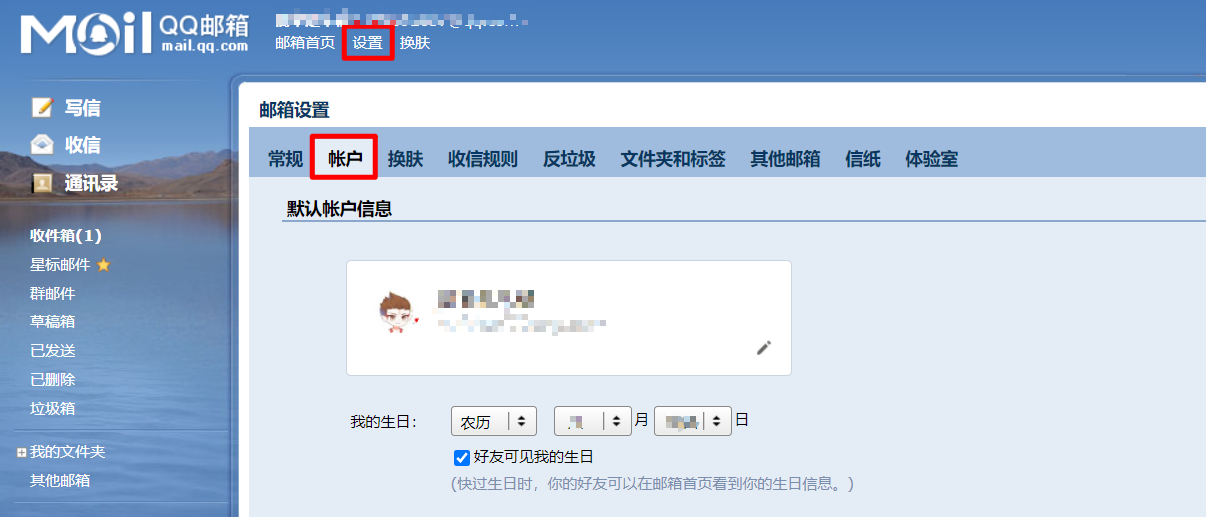 Mail QQ邮箱
mail.qq.com
邮箱首页 设置 换肤
写信
收信
通讯录
收件箱(1)
星标邮件
群邮件
草稿箱
已发送
已删除
垃圾箱
我的文件夹
其他邮箱
邮箱设置
常规 帐户 换肤 收信规则 反垃圾 文件夹和标签 其他邮箱 信纸 体验室
默认帐户信息
我的生日： 农历 月 日
好友可见我的生日
(快过生日时，你的好友可以在邮箱首页看到你的生日信息。)